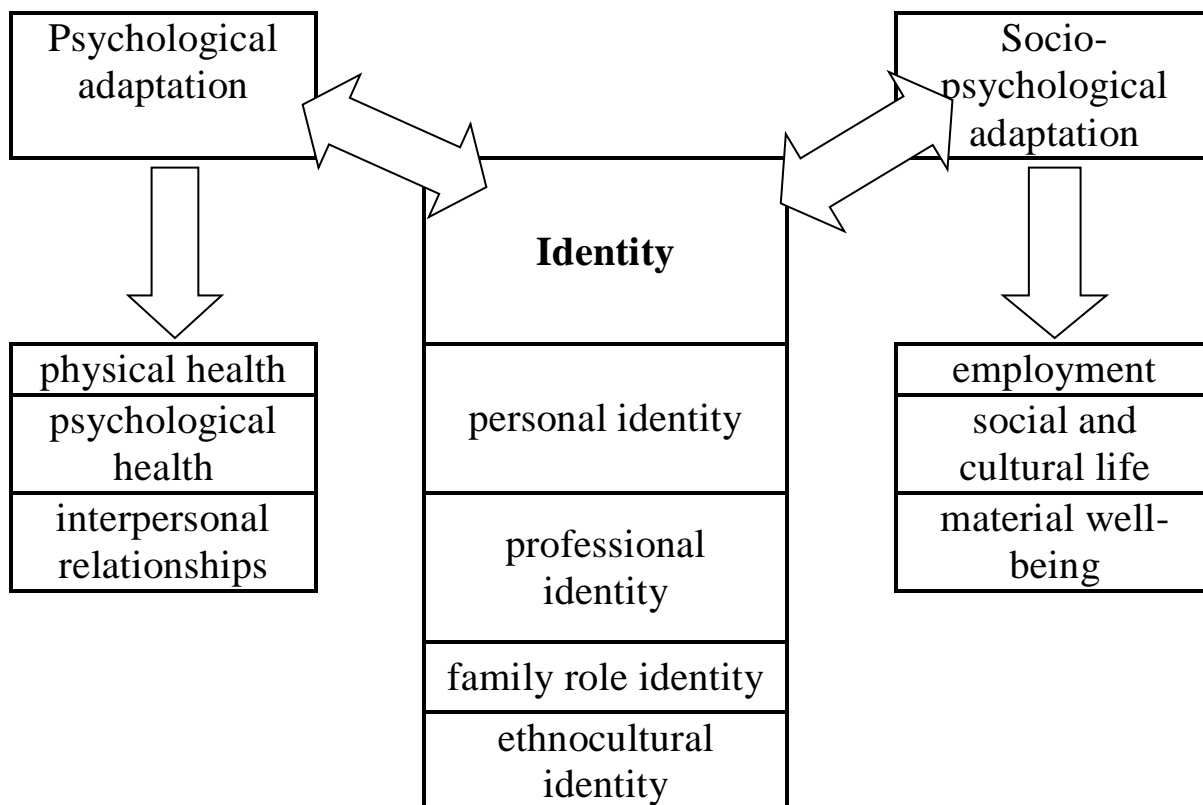 Psychological
adaptation
Socio-
psychological
adaptation
Identity
physical health
psychological
health
interpersonal
relationships
personal identity
professional
identity
family role identity
ethnocultural
identity
employment
social and
cultural life
material well-
being